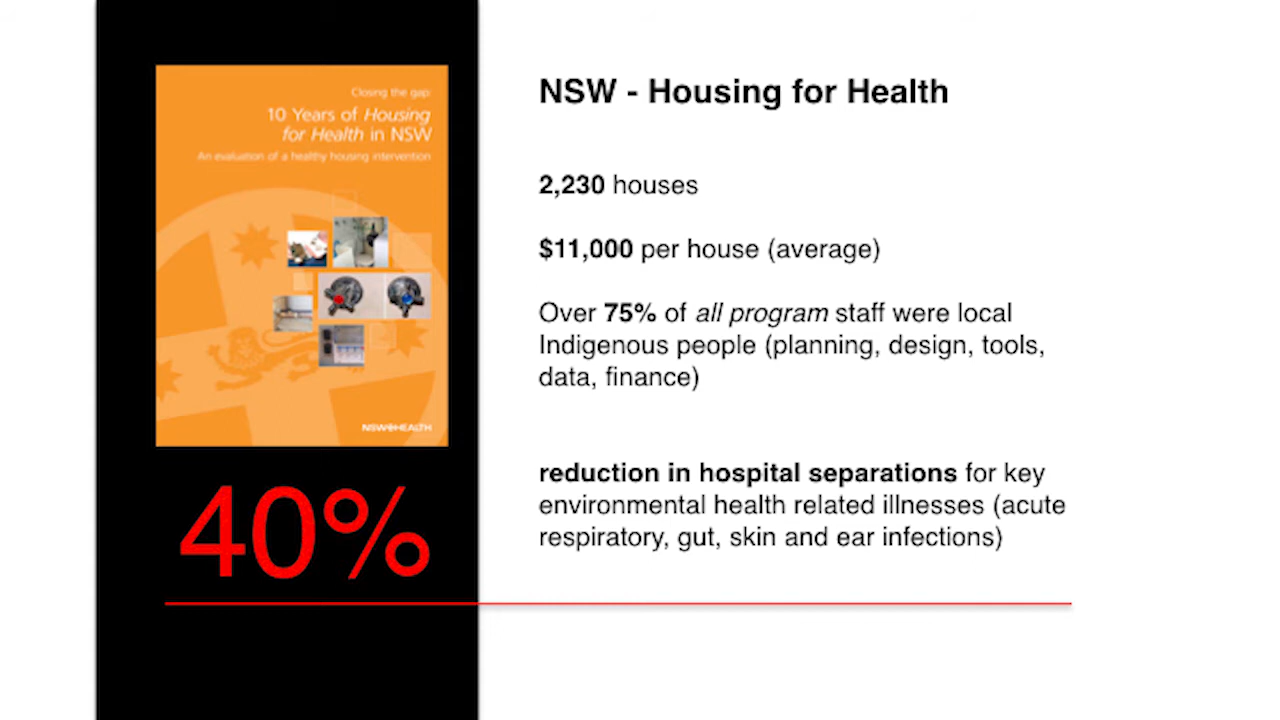 Closing the gap:
10 Years of Housing
for Health in NSW
An evaluation of a healthy housing intervention
NSW HEALTH
40%
NSW - Housing for Health
2,230 houses
$11,000 per house (average)
Over 75% of all program staff were local
Indigenous people (planning, design, tools,
data, finance)
reduction in hospital separations for key
environmental health related illnesses (acute
respiratory, gut, skin and ear infections)